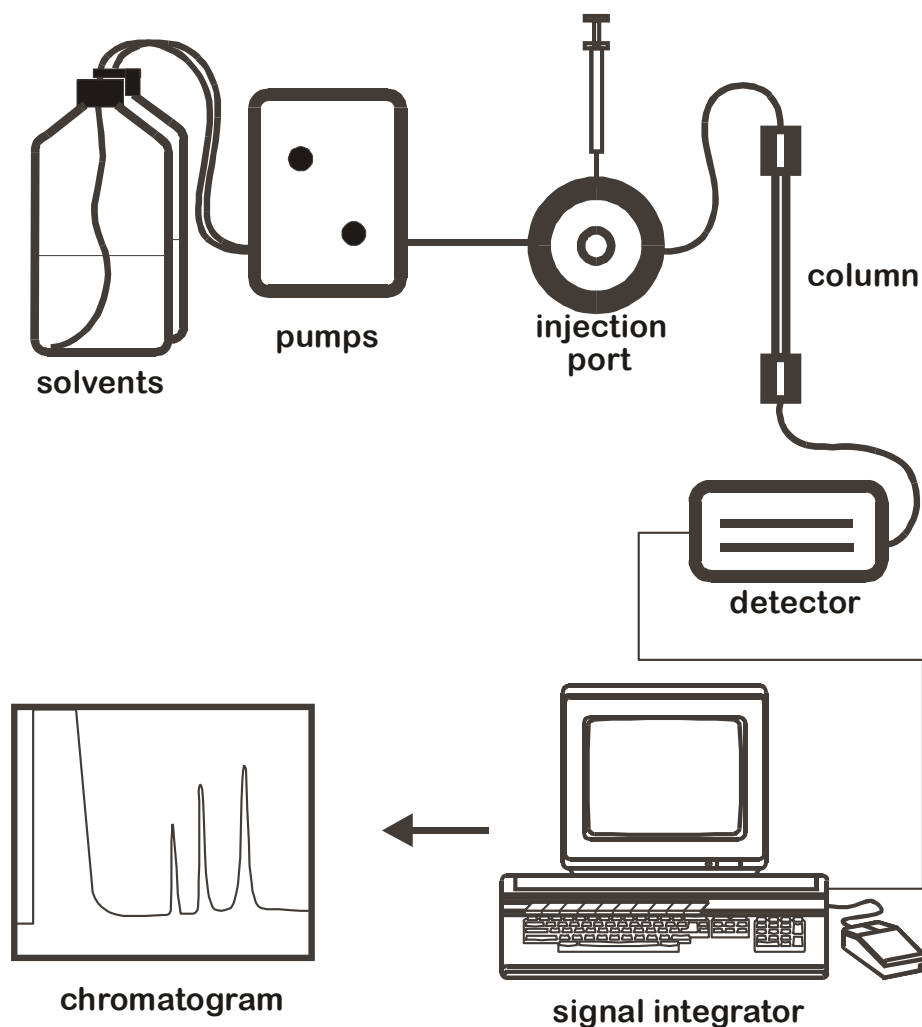 solvents
pumps
injection
port
column
detector
chromatogram
signal integrator